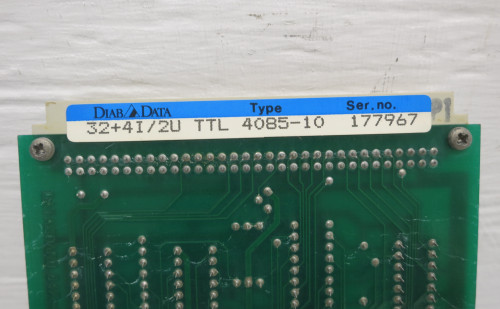 DIAB DATA Type Ser.no.
32+4I/2U TTL 4085-10 177967